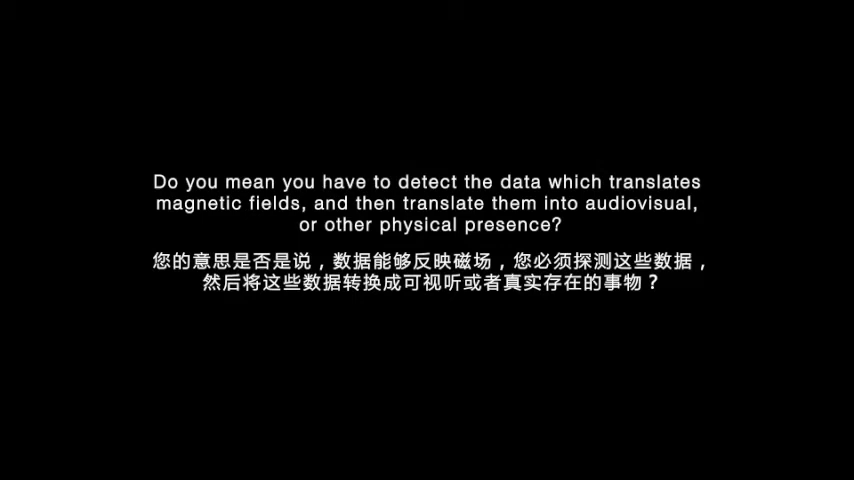 Do you mean you have to detect the data which translates
magnetic fields, and then translate them into audiovisual,
or other physical presence?
您的意思是否是说，数据能够反映磁场，您必须探测这些数据，
然后将这些数据转换成可视听或者真实存在的事物？